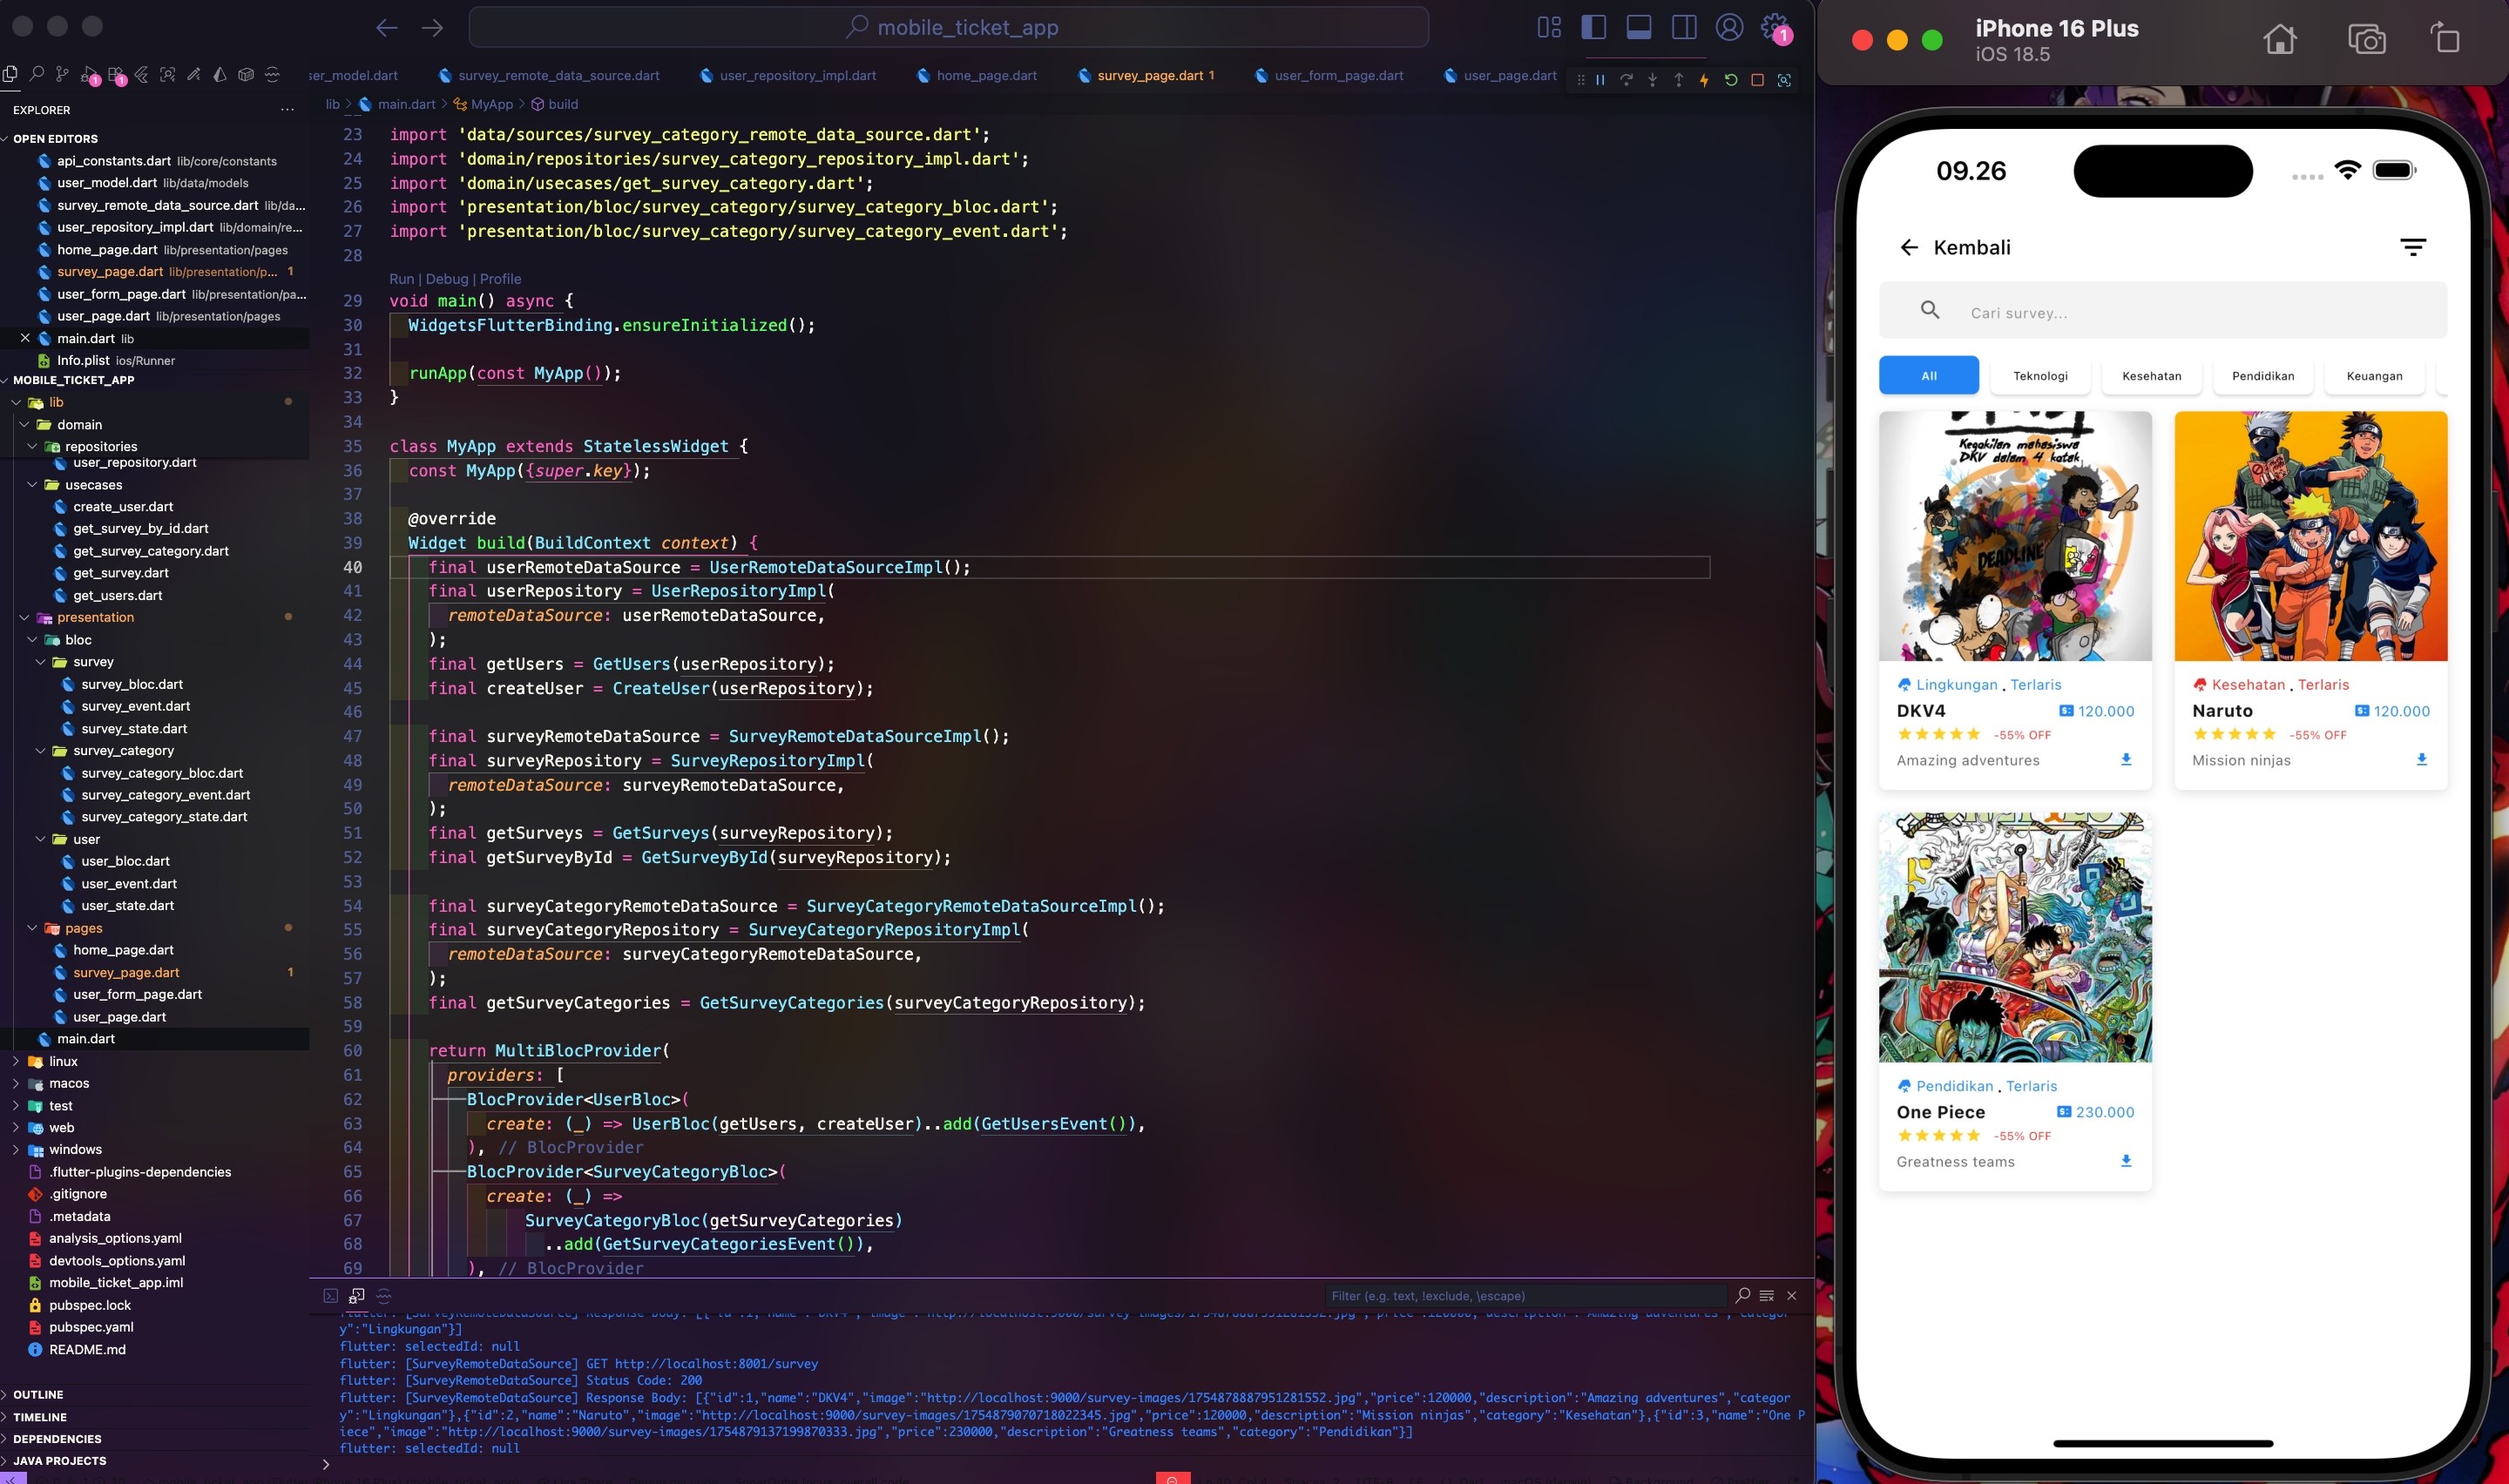 mobile_ticket_app
1
ser_model.dart
survey_remote_data_source.dart
user_repository_impl.dart
home_page.dart
survey_page.dart 1
user_form_page.dart
user_page.dart
1
1
EXPLORER
lib > main.dart > MyApp > build
OPEN EDITORS
api_constants.dart lib/core/constants
user_model.dart lib/data/models
survey_remote_data_source.dart lib/da...
user_repository_impl.dart lib/domain/re...
home_page.dart lib/presentation/pages
survey_page.dart lib/presentation/p... 1
user_form_page.dart lib/presentation/pa...
user_page.dart lib/presentation/pages
main.dart lib
Info.plist ios/Runner
MOBILE_TICKET_APP
lib
domain
repositories
user_repository.dart
usecases
create_user.dart
get_survey_by_id.dart
get_survey_category.dart
get_survey.dart
get_users.dart
presentation
bloc
survey
survey_bloc.dart
survey_event.dart
survey_state.dart
survey_category
survey_category_bloc.dart
survey_category_event.dart
survey_category_state.dart
user
user_bloc.dart
user_event.dart
user_state.dart
pages
home_page.dart
survey_page.dart 1
user_form_page.dart
user_page.dart
main.dart
linux
macos
test
web
windows
.flutter-plugins-dependencies
.gitignore
.metadata
analysis_options.yaml
devtools_options.yaml
mobile_ticket_app.iml
pubspec.lock
pubspec.yaml
README.md
OUTLINE
TIMELINE
DEPENDENCIES
JAVA PROJECTS
23 import 'data/sources/survey_category_remote_data_source.dart';
24 import 'domain/repositories/survey_category_repository_impl.dart';
25 import 'domain/usecases/get_survey_category.dart';
26 import 'presentation/bloc/survey_category/survey_category_bloc.dart';
27 import 'presentation/bloc/survey_category/survey_category_event.dart';
28
Run | Debug | Profile
29 void main() async {
30 WidgetsFlutterBinding.ensureInitialized();
31
32 runApp(const MyApp());
33 }
34
35 class MyApp extends StatelessWidget {
36 const MyApp({super.key});
37
38 @override
39 Widget build(BuildContext context) {
40 final userRemoteDataSource = UserRemoteDataSourceImpl();
41 final userRepository = UserRepositoryImpl(
42 remoteDataSource: userRemoteDataSource,
43 );
44 final getUsers = GetUsers(userRepository);
45 final createUser = CreateUser(userRepository);
46
47 final surveyRemoteDataSource = SurveyRemoteDataSourceImpl();
48 final surveyRepository = SurveyRepositoryImpl(
49 remoteDataSource: surveyRemoteDataSource,
50 );
51 final getSurveys = GetSurveys(surveyRepository);
52 final getSurveyById = GetSurveyById(surveyRepository);
53
54 final surveyCategoryRemoteDataSource = SurveyCategoryRemoteDataSourceImpl();
55 final surveyCategoryRepository = SurveyCategoryRepositoryImpl(
56 remoteDataSource: surveyCategoryRemoteDataSource,
57 );
58 final getSurveyCategories = GetSurveyCategories(surveyCategoryRepository);
59
60 return MultiBlocProvider(
61 providers: [
62 BlocProvider<UserBloc>(
63 create: (_) => UserBloc(getUsers, createUser)..add(GetUsersEvent()),
64 ), // BlocProvider
65 BlocProvider<SurveyCategoryBloc>(
66 create: (_) =>
67 SurveyCategoryBloc(getSurveyCategories)
68 ..add(GetSurveyCategoriesEvent()),
69 ), // BlocProvider
Filter (e.g. text, !exclude, \escape)
y":"Lingkungan"}]
flutter: selectedId: null
flutter: [SurveyRemoteDataSource] GET http://localhost:8001/survey
flutter: [SurveyRemoteDataSource] Status Code: 200
flutter: [SurveyRemoteDataSource] Response Body: [{"id":1,"name":"DKV4","image":"http://localhost:9000/survey-images/1754878887951281552.jpg","price":120000,"description":"Amazing adventures","categor
y":"Lingkungan"},{"id":2,"name":"Naruto","image":"http://localhost:9000/survey-images/1754879070718022345.jpg","price":120000,"description":"Mission ninjas","category":"Kesehatan"},{"id":3,"name":"One P
iece","image":"http://localhost:9000/survey-images/1754879137199870333.jpg","price":230000,"description":"Greatness teams","category":"Pendidikan"}]
flutter: selectedId: null
iPhone 16 Plus
iOS 18.5
09.26
Kembali
Cari survey...
All
Teknologi
Kesehatan
Pendidikan
Keuangan
Kegakilan mahasiswa
DKV dalam 4 kotak
DEADLINE
Lingkungan . Terlaris
DKV4 120.000
-55% OFF
Amazing adventures
Kesehatan . Terlaris
Naruto 120.000
-55% OFF
Mission ninjas
Pendidikan . Terlaris
One Piece 230.000
-55% OFF
Greatness teams